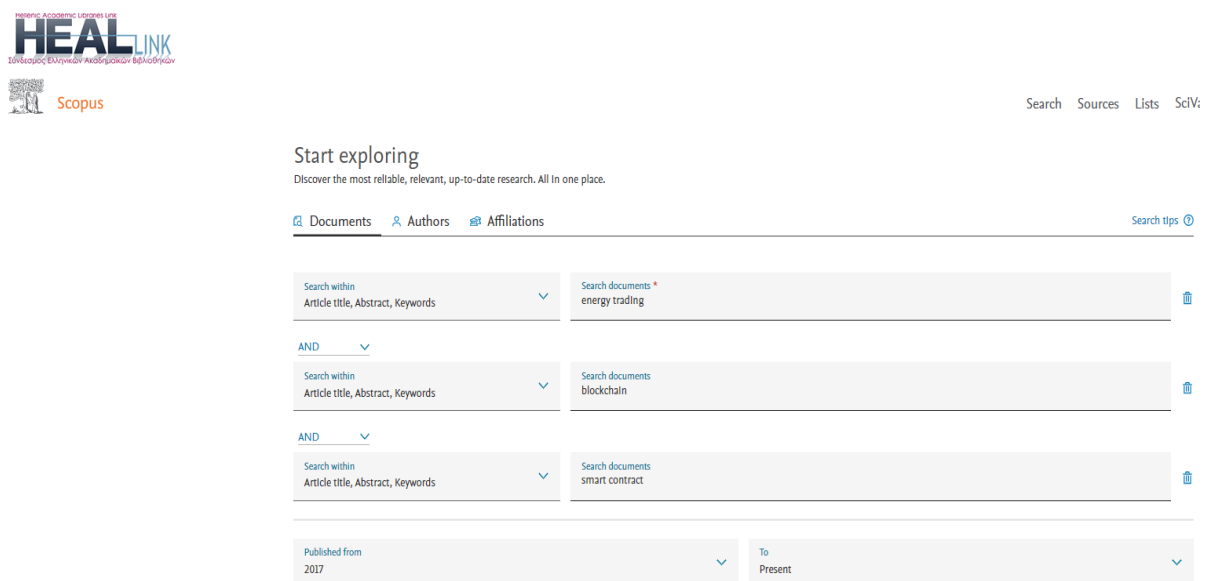 Hellenic Academic Libraries Link
HEAL LINK
Σύνδεσμος Ελληνικών Ακαδημαϊκών Βιβλιοθηκών
Scopus
Search Sources Lists
Start exploring
Discover the most reliable, relevant, up-to-date research. All in one place.
Documents Authors Affiliations
Search tips
Search within
Article title, Abstract, Keywords
Search documents *
energy trading
AND
Search within
Article title, Abstract, Keywords
Search documents
blockchain
AND
Search within
Article title, Abstract, Keywords
Search documents
smart contract
Published from
2017
To
Present